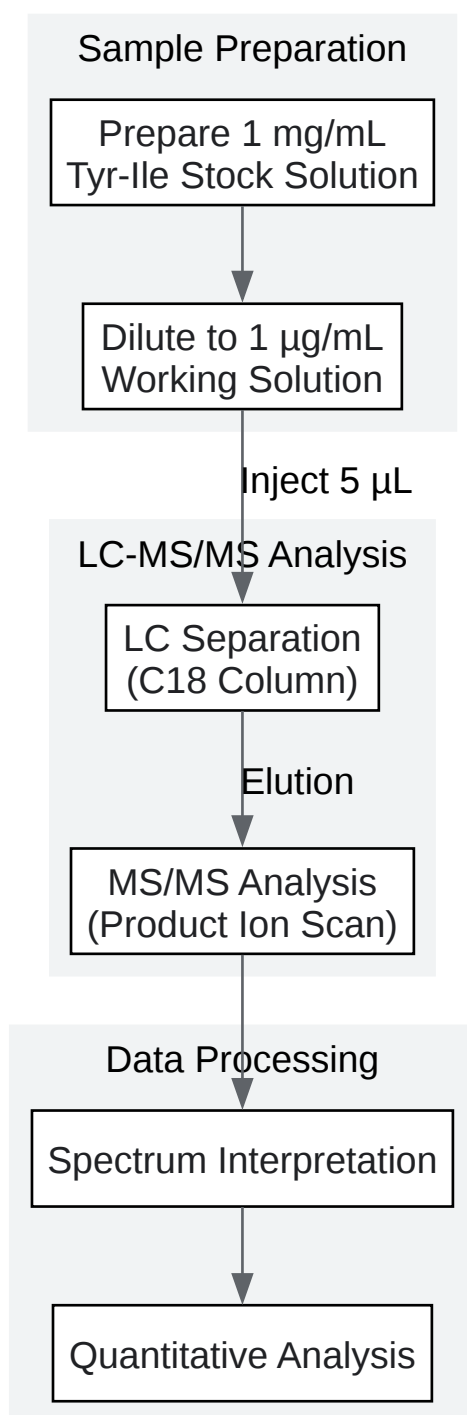 Sample Preparation
Prepare 1 mg/mL
Tyr-Ile Stock Solution
Dilute to 1 µg/mL
Working Solution
Inject 5 µL
LC-MS/MS Analysis
LC Separation
(C18 Column)
Elution
MS/MS Analysis
(Product Ion Scan)
Data Processing
Spectrum Interpretation
Quantitative Analysis